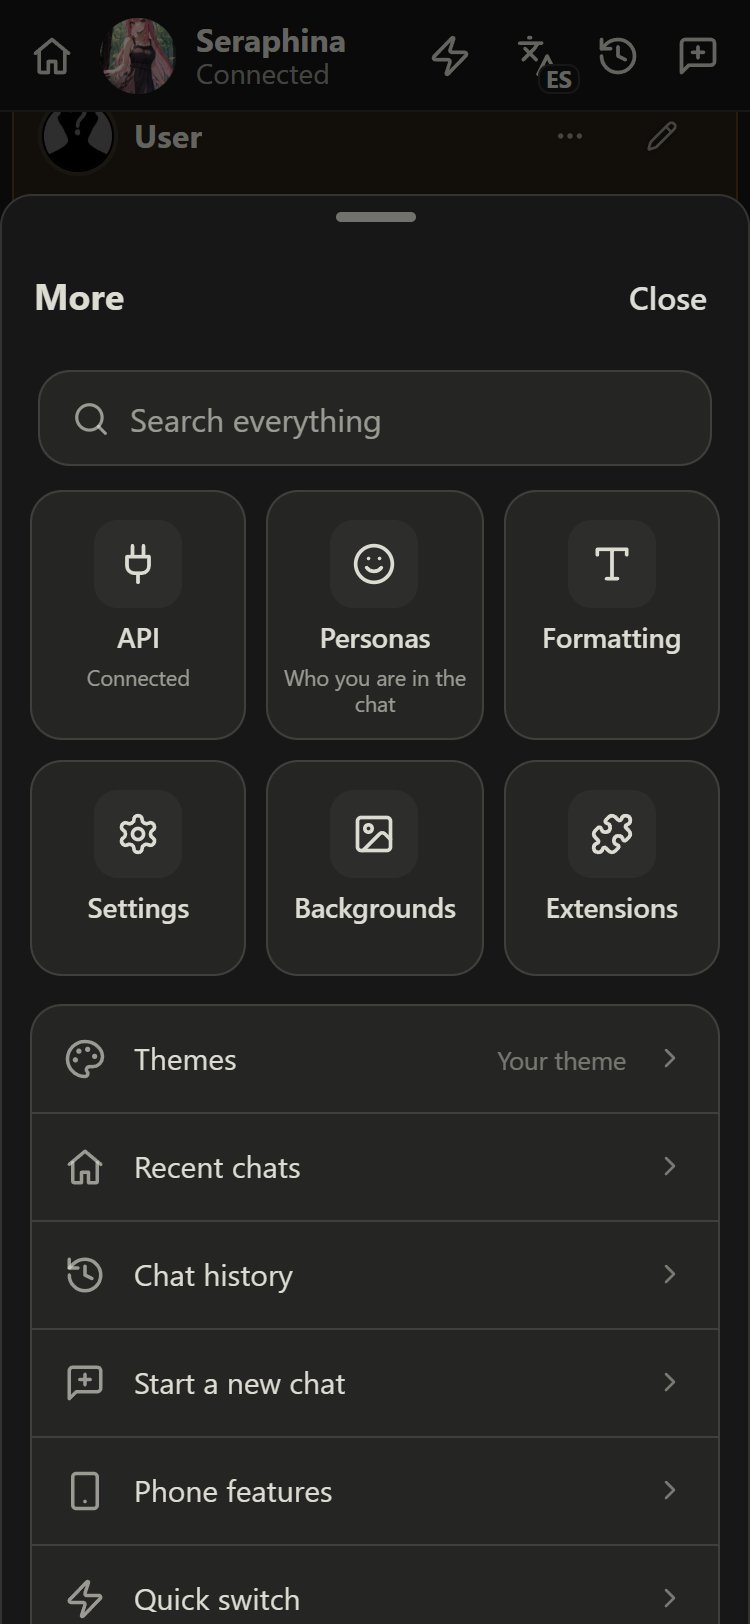 Seraphina
Connected
ES
User
More
Close
Search everything
API
Connected
Personas
Who you are in the
chat
Formatting
Settings
Backgrounds
Extensions
Themes
Your theme
Recent chats
Chat history
Start a new chat
Phone features
Quick switch